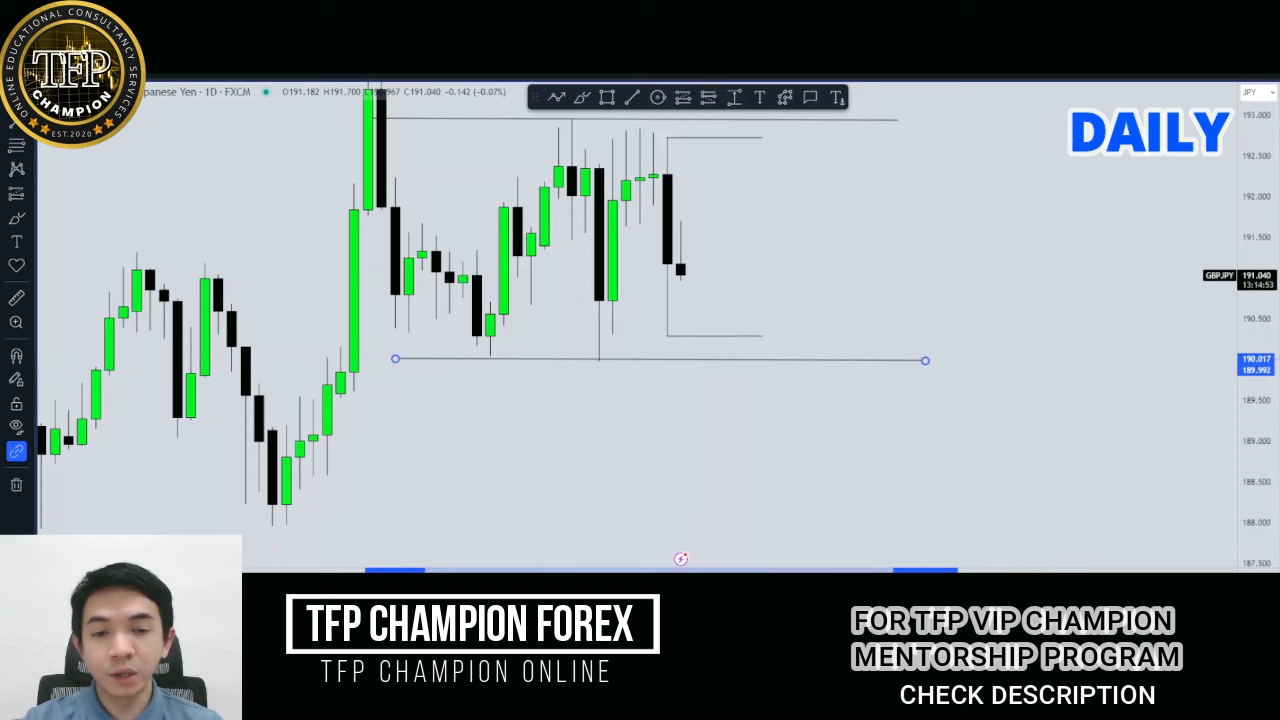 ONLINE EDUCATIONAL CONSULTANCY SERVICES
TFP
CHAMPION
EST.2020
panese Yen · 1D · FXCM
O191.182 H191.700 C191.040 −0.142 (−0.07%)
JPY
DAILY
193.000
192.500
192.000
191.500
GBPJPY 191.040
13:14:53
190.500
190.017
189.992
189.500
189.000
188.500
188.000
187.500
TFP CHAMPION FOREX
TFP CHAMPION ONLINE
FOR TFP VIP CHAMPION
MENTORSHIP PROGRAM
CHECK DESCRIPTION